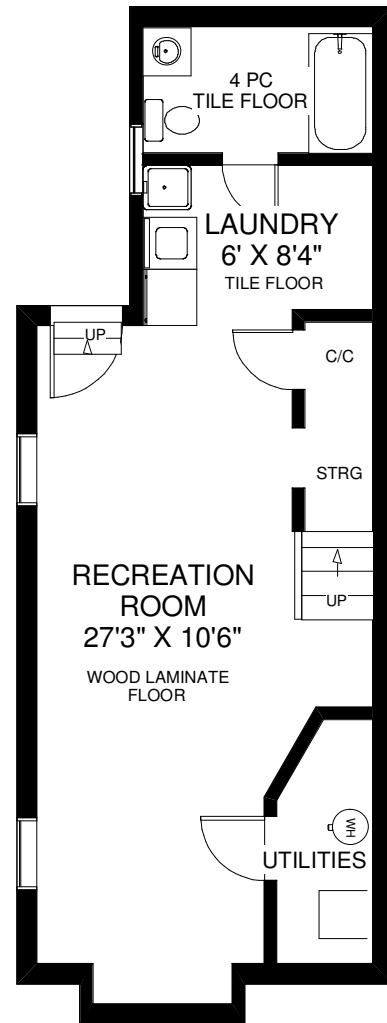 4 PC
TILE FLOOR
LAUNDRY
6' X 8'4"
TILE FLOOR
UP
C/C
STRG
UP
RECREATION
ROOM
27'3" X 10'6"
WOOD LAMINATE
FLOOR
WH
UTILITIES